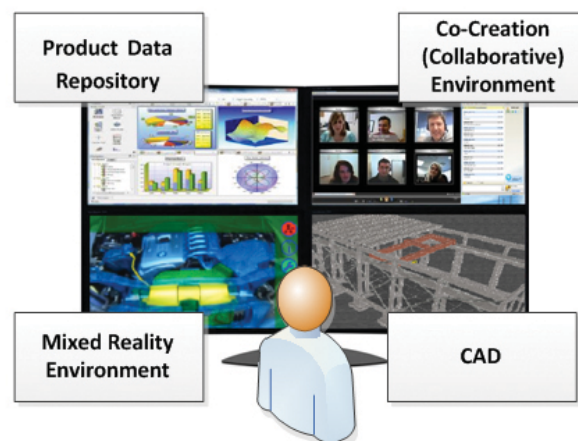 Product Data
Repository
Co-Creation
(Collaborative)
Environment
Mixed Reality
Environment
CAD